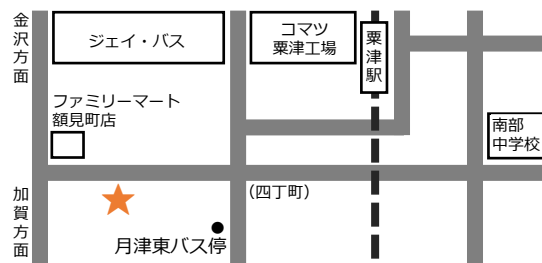 金沢方面
ジェイ・バス
コマツ
粟津工場
粟津駅
ファミリーマート
額見町店
南部
中学校
加賀方面
(四丁町)
月津東バス停